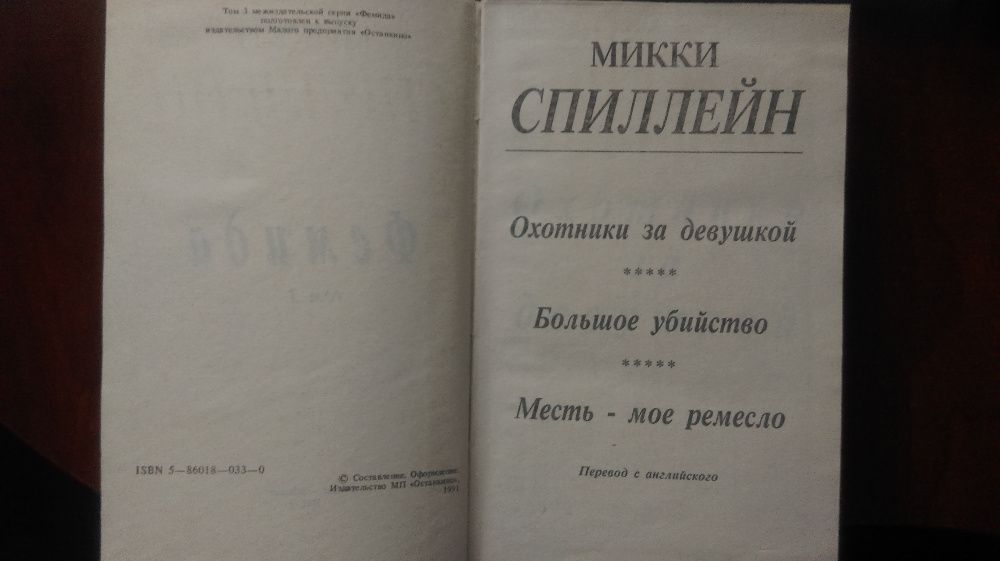 Том 3 межиздательской серии «Фемида»
подготовлен к выпуску
издательством Малого предприятия «Останкино»
ISBN 5—86018—033—0
© Составление. Оформление.
Издательство МП «Останкино».
1991
МИККИ
СПИЛЛЕЙН
Охотники за девушкой
*****
Большое убийство
*****
Месть - мое ремесло
Перевод с английского